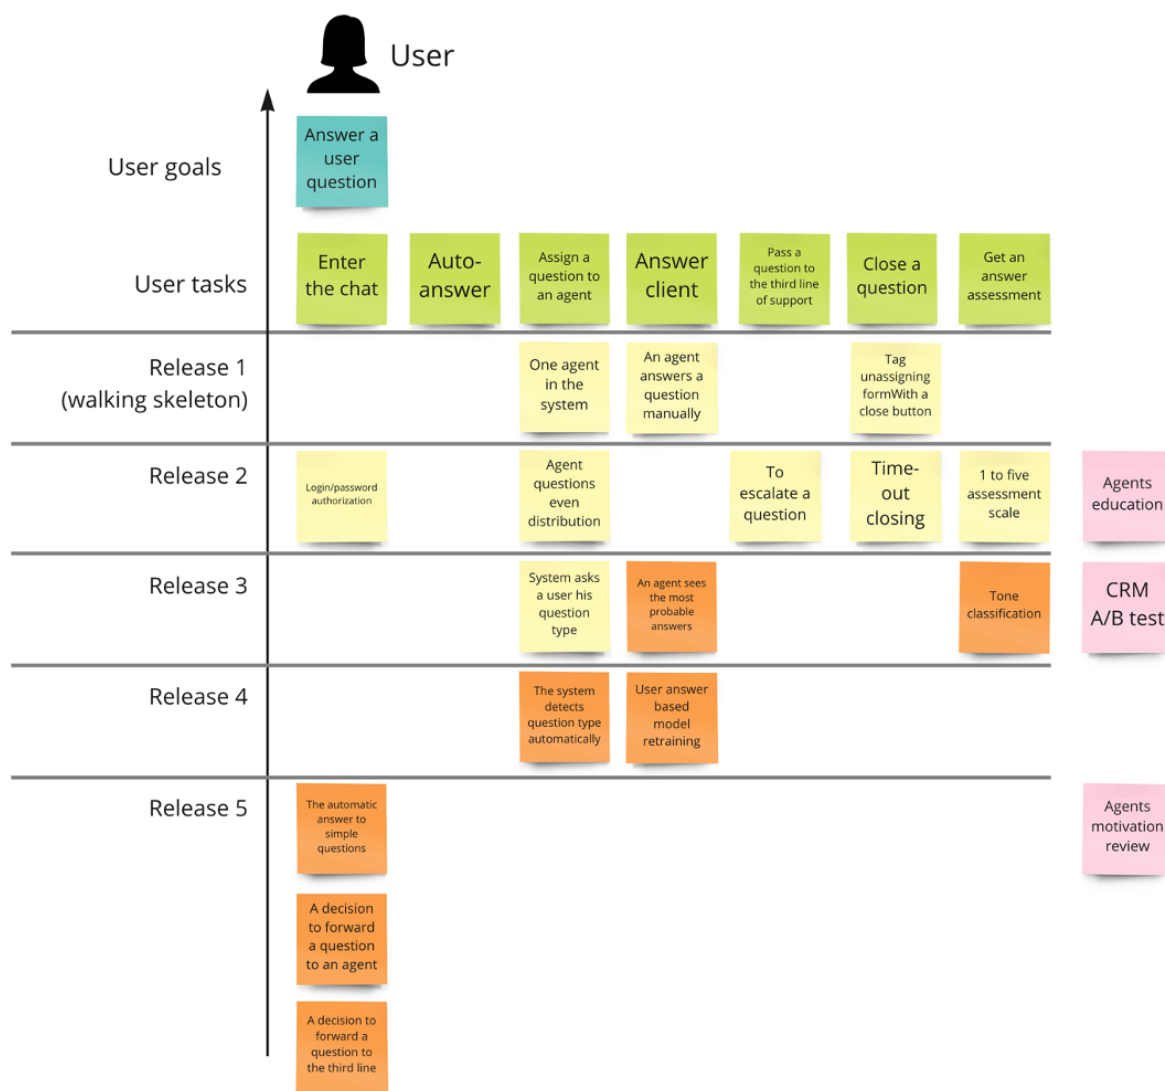 User
User goals
Answer a
user
question
User tasks
Enter
the chat
Auto-
answer
Assign a
question to
an agent
Answer
client
Pass a
question to
the third line
of support
Close a
question
Get an
answer
assessment
Release 1
(walking skeleton)
One agent
in the
system
An agent
answers a
question
manually
Tag
unassigning
formWith a
close button
Release 2
Login/password
authorization
Agent
questions
even
distribution
To
escalate a
question
Time-
out
closing
1 to five
assessment
scale
Agents
education
Release 3
System asks
a user his
question
type
An agent sees
the most
probable
answers
Tone
classification
CRM
A/B test
Release 4
The system
detects
question type
automatically
User answer
based
model
retraining
Release 5
The automatic
answer to
simple
questions
Agents
motivation
review
A decision
to forward
a question
to an agent
A decision to
forward a
question to
the third line